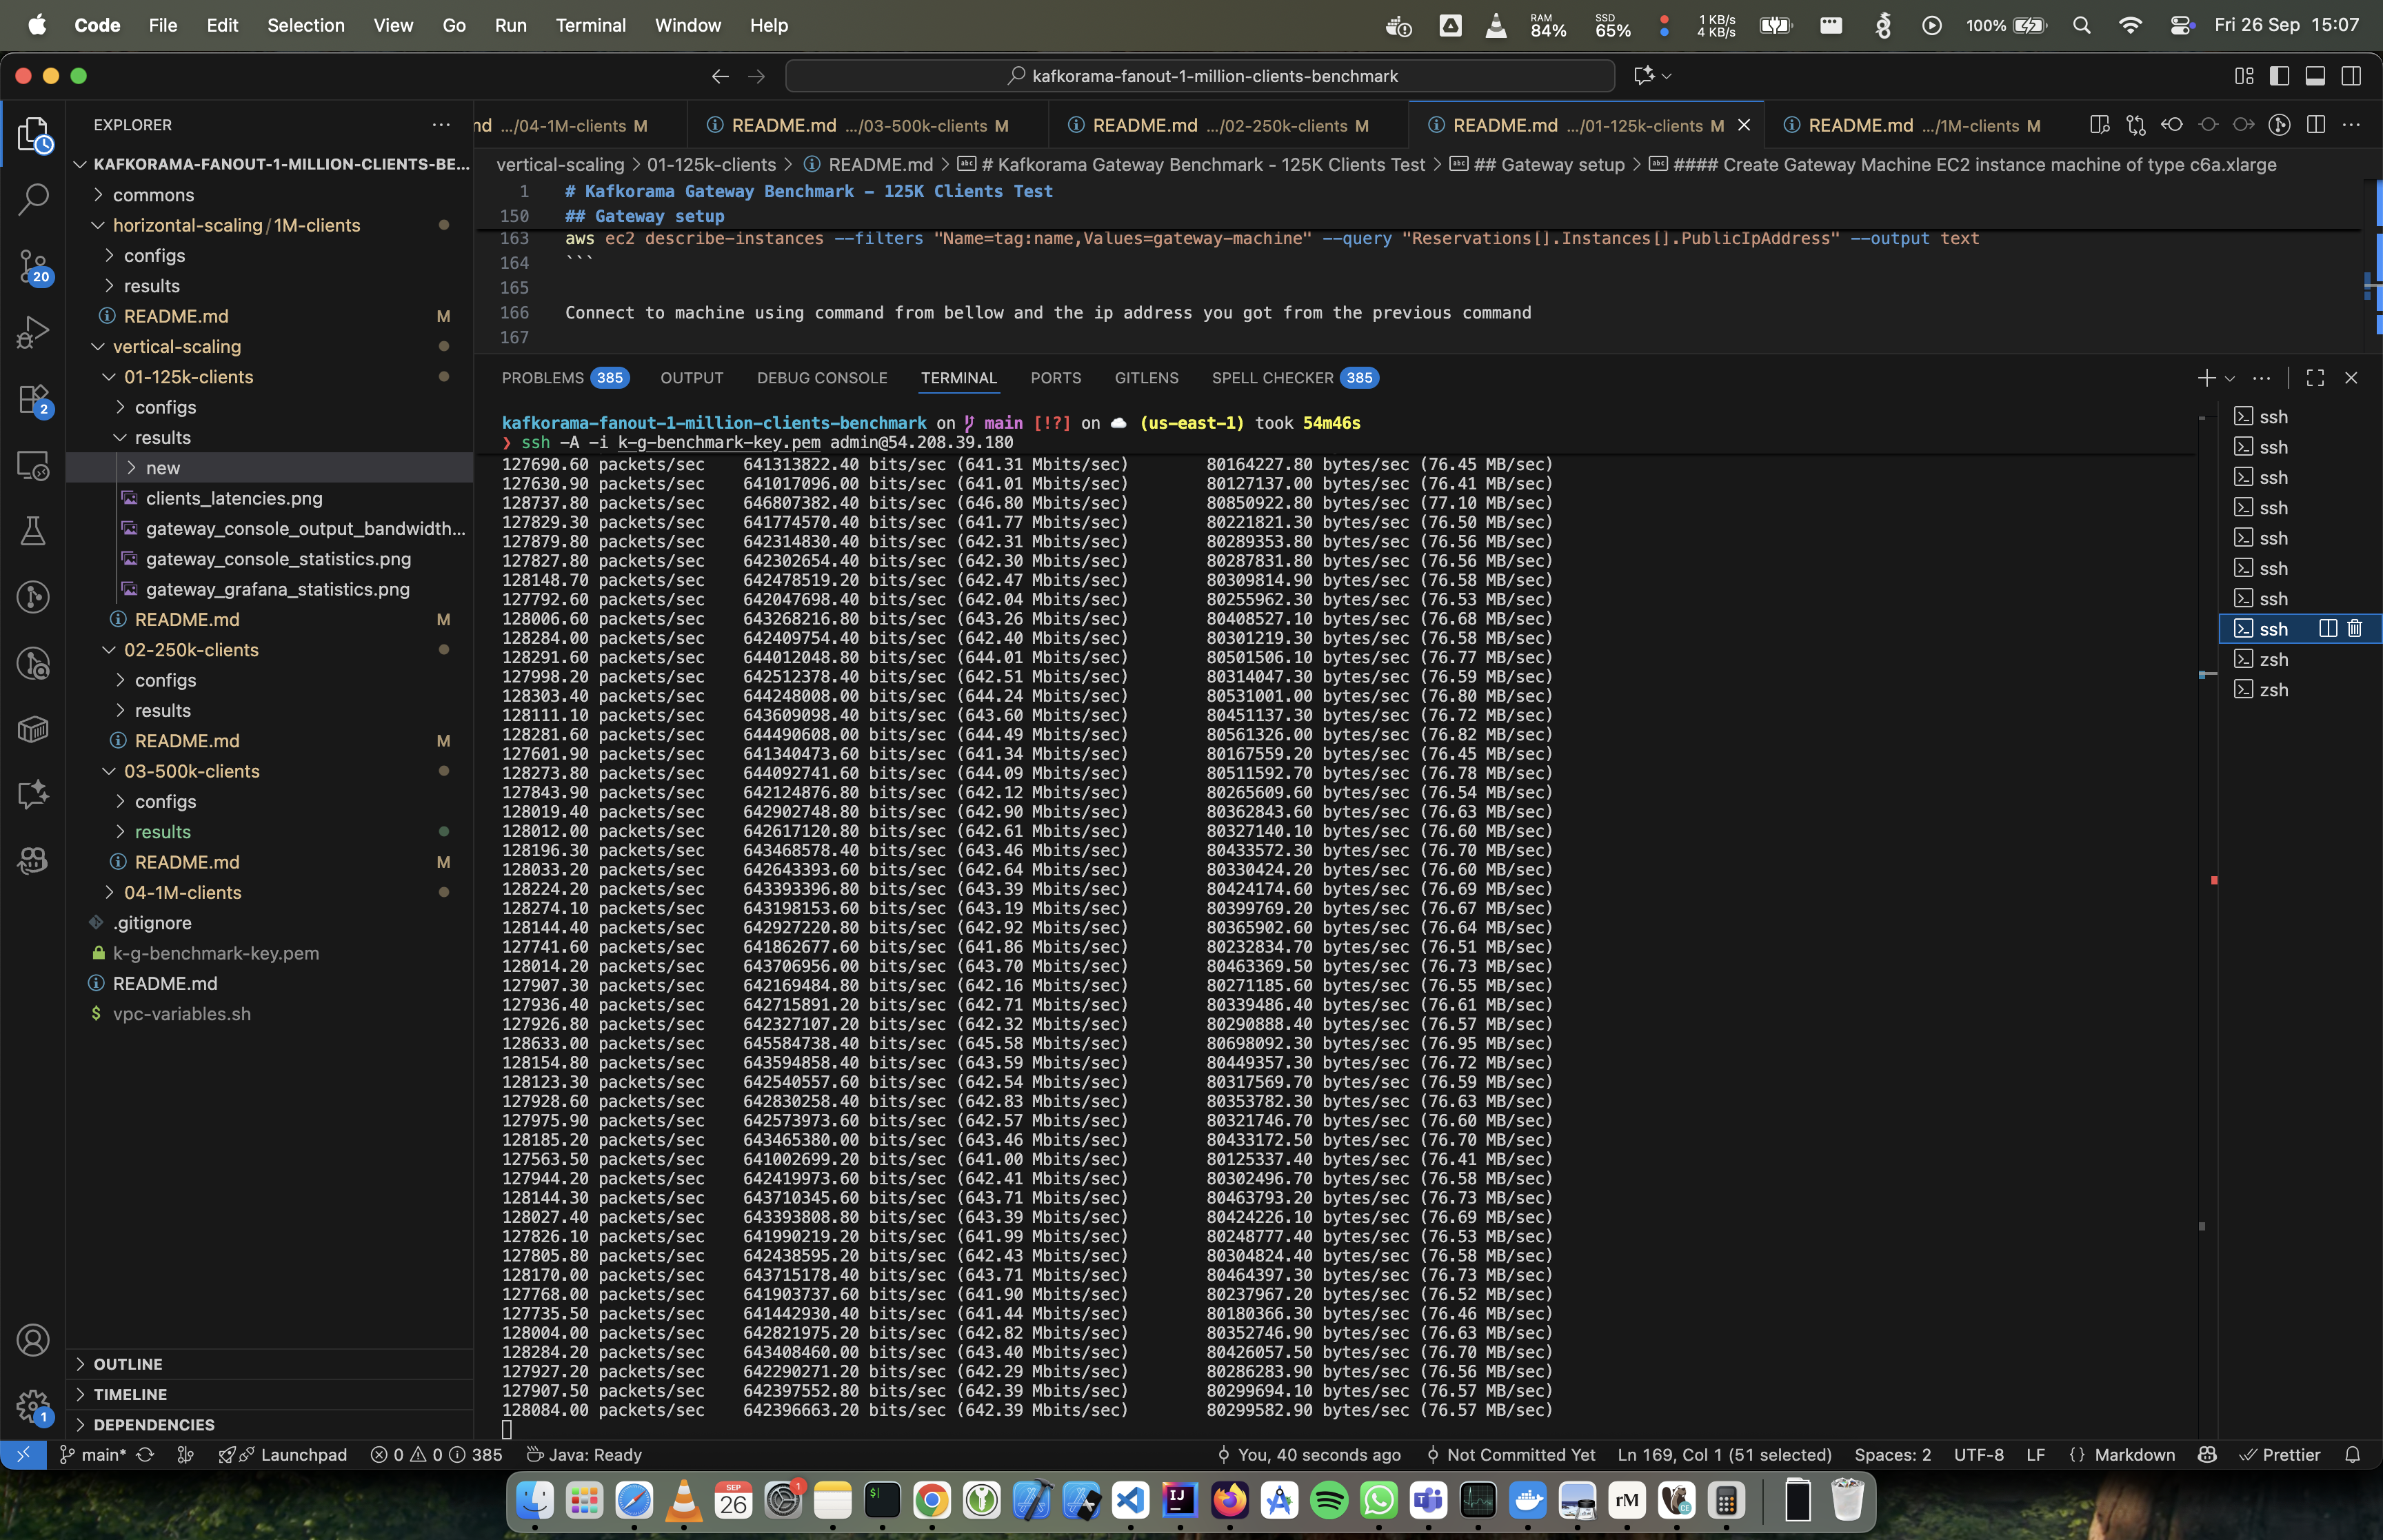 Code File Edit Selection View Go Run Terminal Window Help RAM 84% SSD 65% 1 KB/s 4 KB/s 100% Fri 26 Sep 15:07
kafkorama-fanout-1-million-clients-benchmark
EXPLORER
KAFKORAMA-FANOUT-1-MILLION-CLIENTS-BE...
commons
horizontal-scaling/1M-clients
configs
results
README.md M
vertical-scaling
01-125k-clients
configs
results
new
clients_latencies.png
gateway_console_output_bandwidth...
gateway_console_statistics.png
gateway_grafana_statistics.png
README.md M
02-250k-clients
configs
results
README.md M
03-500k-clients
configs
results
README.md M
04-1M-clients
.gitignore
k-g-benchmark-key.pem
README.md
vpc-variables.sh
OUTLINE
TIMELINE
DEPENDENCIES
20
2
1
nd .../04-1M-clients M README.md .../03-500k-clients M README.md .../02-250k-clients M README.md .../01-125k-clients M README.md .../1M-clients M
vertical-scaling > 01-125k-clients > README.md > # Kafkorama Gateway Benchmark - 125K Clients Test > ## Gateway setup > #### Create Gateway Machine EC2 instance machine of type c6a.xlarge
1 # Kafkorama Gateway Benchmark - 125K Clients Test
150 ## Gateway setup
163 aws ec2 describe-instances --filters "Name=tag:name,Values=gateway-machine" --query "Reservations[].Instances[].PublicIpAddress" --output text
164 ```
165
166 Connect to machine using command from bellow and the ip address you got from the previous command
167
PROBLEMS 385 OUTPUT DEBUG CONSOLE TERMINAL PORTS GITLENS SPELL CHECKER 385
kafkorama-fanout-1-million-clients-benchmark on main [!?] on (us-east-1) took 54m46s
❯ ssh -A -i k-g-benchmark-key.pem admin@54.208.39.180
127690.60 packets/sec 641313822.40 bits/sec (641.31 Mbits/sec) 80164227.80 bytes/sec (76.45 MB/sec)
127630.90 packets/sec 641017096.00 bits/sec (641.01 Mbits/sec) 80127137.00 bytes/sec (76.41 MB/sec)
128737.80 packets/sec 646807382.40 bits/sec (646.80 Mbits/sec) 80850922.80 bytes/sec (77.10 MB/sec)
127829.30 packets/sec 641774570.40 bits/sec (641.77 Mbits/sec) 80221821.30 bytes/sec (76.50 MB/sec)
127879.80 packets/sec 642314830.40 bits/sec (642.31 Mbits/sec) 80289353.80 bytes/sec (76.56 MB/sec)
127827.80 packets/sec 642302654.40 bits/sec (642.30 Mbits/sec) 80287831.80 bytes/sec (76.56 MB/sec)
128148.70 packets/sec 642478519.20 bits/sec (642.47 Mbits/sec) 80309814.90 bytes/sec (76.58 MB/sec)
127792.60 packets/sec 642047698.40 bits/sec (642.04 Mbits/sec) 80255962.30 bytes/sec (76.53 MB/sec)
128006.60 packets/sec 643268216.80 bits/sec (643.26 Mbits/sec) 80408527.10 bytes/sec (76.68 MB/sec)
128284.00 packets/sec 642409754.40 bits/sec (642.40 Mbits/sec) 80301219.30 bytes/sec (76.58 MB/sec)
128291.60 packets/sec 644012048.80 bits/sec (644.01 Mbits/sec) 80501506.10 bytes/sec (76.77 MB/sec)
127998.20 packets/sec 642512378.40 bits/sec (642.51 Mbits/sec) 80314047.30 bytes/sec (76.59 MB/sec)
128303.40 packets/sec 644248008.00 bits/sec (644.24 Mbits/sec) 80531001.00 bytes/sec (76.80 MB/sec)
128111.10 packets/sec 643609098.40 bits/sec (643.60 Mbits/sec) 80451137.30 bytes/sec (76.72 MB/sec)
128281.60 packets/sec 644490608.00 bits/sec (644.49 Mbits/sec) 80561326.00 bytes/sec (76.82 MB/sec)
127601.90 packets/sec 641340473.60 bits/sec (641.34 Mbits/sec) 80167559.20 bytes/sec (76.45 MB/sec)
128273.80 packets/sec 644092741.60 bits/sec (644.09 Mbits/sec) 80511592.70 bytes/sec (76.78 MB/sec)
127843.90 packets/sec 642124876.80 bits/sec (642.12 Mbits/sec) 80265609.60 bytes/sec (76.54 MB/sec)
128019.40 packets/sec 642902748.80 bits/sec (642.90 Mbits/sec) 80362843.60 bytes/sec (76.63 MB/sec)
128012.00 packets/sec 642617120.80 bits/sec (642.61 Mbits/sec) 80327140.10 bytes/sec (76.60 MB/sec)
128196.30 packets/sec 643468578.40 bits/sec (643.46 Mbits/sec) 80433572.30 bytes/sec (76.70 MB/sec)
128033.20 packets/sec 642643393.60 bits/sec (642.64 Mbits/sec) 80330424.20 bytes/sec (76.60 MB/sec)
128224.20 packets/sec 643393396.80 bits/sec (643.39 Mbits/sec) 80424174.60 bytes/sec (76.69 MB/sec)
128274.10 packets/sec 643198153.60 bits/sec (643.19 Mbits/sec) 80399769.20 bytes/sec (76.67 MB/sec)
128144.40 packets/sec 642927220.80 bits/sec (642.92 Mbits/sec) 80365902.60 bytes/sec (76.64 MB/sec)
127741.60 packets/sec 641862677.60 bits/sec (641.86 Mbits/sec) 80232834.70 bytes/sec (76.51 MB/sec)
128014.20 packets/sec 643706956.00 bits/sec (643.70 Mbits/sec) 80463369.50 bytes/sec (76.73 MB/sec)
127907.30 packets/sec 642169484.80 bits/sec (642.16 Mbits/sec) 80271185.60 bytes/sec (76.55 MB/sec)
127936.40 packets/sec 642715891.20 bits/sec (642.71 Mbits/sec) 80339486.40 bytes/sec (76.61 MB/sec)
127926.80 packets/sec 642327107.20 bits/sec (642.32 Mbits/sec) 80290888.40 bytes/sec (76.57 MB/sec)
128633.00 packets/sec 645584738.40 bits/sec (645.58 Mbits/sec) 80698092.30 bytes/sec (76.95 MB/sec)
128154.80 packets/sec 643594858.40 bits/sec (643.59 Mbits/sec) 80449357.30 bytes/sec (76.72 MB/sec)
128123.30 packets/sec 642540557.60 bits/sec (642.54 Mbits/sec) 80317569.70 bytes/sec (76.59 MB/sec)
127928.60 packets/sec 642830258.40 bits/sec (642.83 Mbits/sec) 80353782.30 bytes/sec (76.63 MB/sec)
127975.90 packets/sec 642573973.60 bits/sec (642.57 Mbits/sec) 80321746.70 bytes/sec (76.60 MB/sec)
128185.20 packets/sec 643465380.00 bits/sec (643.46 Mbits/sec) 80433172.50 bytes/sec (76.70 MB/sec)
127563.50 packets/sec 641002699.20 bits/sec (641.00 Mbits/sec) 80125337.40 bytes/sec (76.41 MB/sec)
127944.20 packets/sec 642419973.60 bits/sec (642.41 Mbits/sec) 80302496.70 bytes/sec (76.58 MB/sec)
128144.30 packets/sec 643710345.60 bits/sec (643.71 Mbits/sec) 80463793.20 bytes/sec (76.73 MB/sec)
128027.40 packets/sec 643393808.80 bits/sec (643.39 Mbits/sec) 80424226.10 bytes/sec (76.69 MB/sec)
127826.10 packets/sec 641990219.20 bits/sec (641.99 Mbits/sec) 80248777.40 bytes/sec (76.53 MB/sec)
127805.80 packets/sec 642438595.20 bits/sec (642.43 Mbits/sec) 80304824.40 bytes/sec (76.58 MB/sec)
128170.00 packets/sec 643715178.40 bits/sec (643.71 Mbits/sec) 80464397.30 bytes/sec (76.73 MB/sec)
127768.00 packets/sec 641903737.60 bits/sec (641.90 Mbits/sec) 80237967.20 bytes/sec (76.52 MB/sec)
127735.50 packets/sec 641442930.40 bits/sec (641.44 Mbits/sec) 80180366.30 bytes/sec (76.46 MB/sec)
128004.00 packets/sec 642821975.20 bits/sec (642.82 Mbits/sec) 80352746.90 bytes/sec (76.63 MB/sec)
128284.20 packets/sec 643408460.00 bits/sec (643.40 Mbits/sec) 80426057.50 bytes/sec (76.70 MB/sec)
127927.20 packets/sec 642290271.20 bits/sec (642.29 Mbits/sec) 80286283.90 bytes/sec (76.56 MB/sec)
127907.50 packets/sec 642397552.80 bits/sec (642.39 Mbits/sec) 80299694.10 bytes/sec (76.57 MB/sec)
128084.00 packets/sec 642396663.20 bits/sec (642.39 Mbits/sec) 80299582.90 bytes/sec (76.57 MB/sec)
ssh
ssh
ssh
ssh
ssh
ssh
ssh
ssh
zsh
zsh
main* Launchpad 0 0 385 Java: Ready You, 40 seconds ago Not Committed Yet Ln 169, Col 1 (51 selected) Spaces: 2 UTF-8 LF {} Markdown Prettier
SEP 26 1 $ IJ rM CE